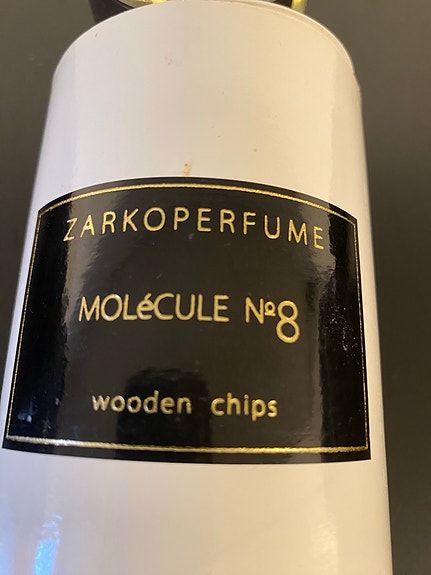 ZARKOPERFUME
MOLéCULE Nº8
wooden chips